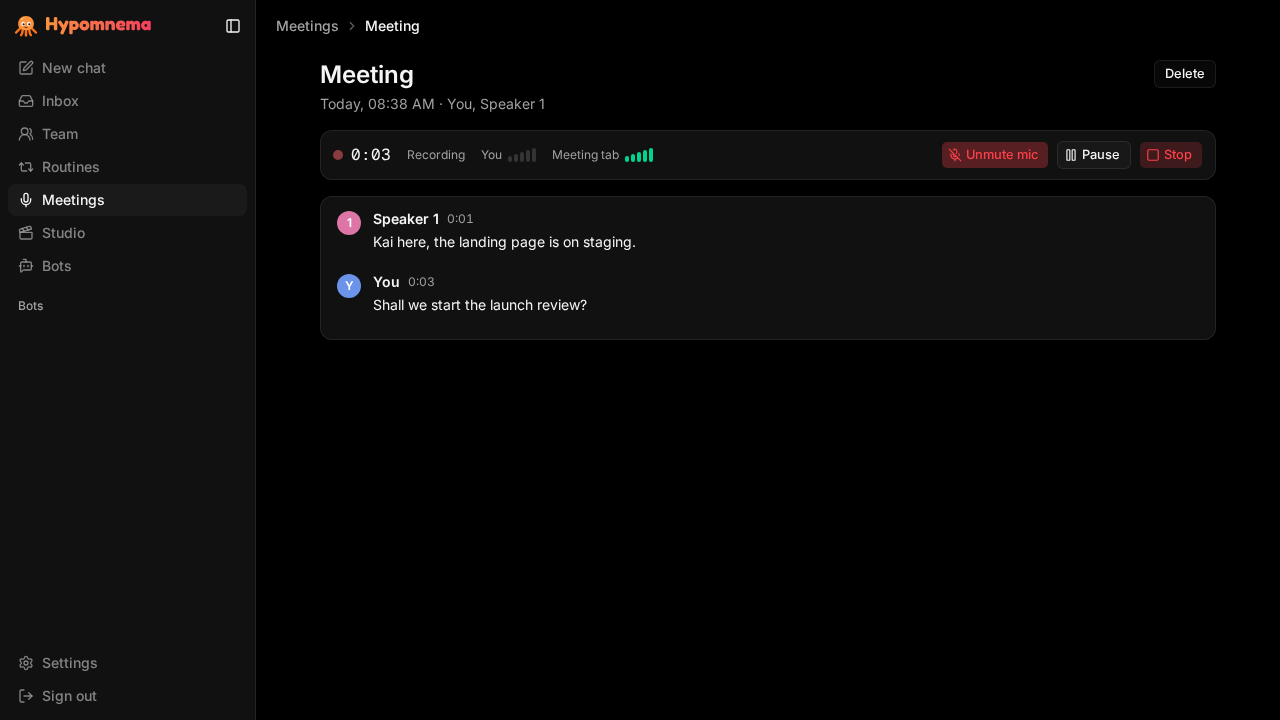 Hypomnema
New chat
Inbox
Team
Routines
Meetings
Studio
Bots
Bots
Settings
Sign out
Meetings > Meeting
Meeting
Delete
Today, 08:38 AM · You, Speaker 1
0:03 Recording You Meeting tab Unmute mic Pause Stop
1 Speaker 1 0:01
Kai here, the landing page is on staging.
Y You 0:03
Shall we start the launch review?